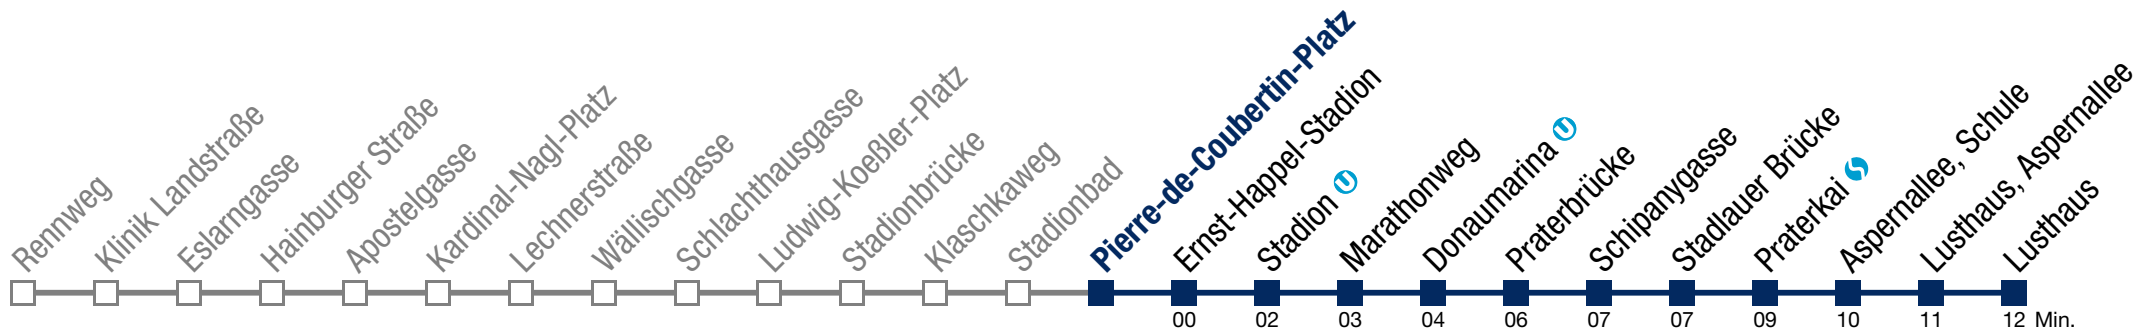 Rennweg
Klinik Landstraße
Eslarngasse
Hainburger Straße
Apostelgasse
Kardinal-Nagl-Platz
Lechnerstraße
Wällischgasse
Schlachthausgasse
Ludwig-Koeßler-Platz
Stadionbrücke
Klaschkaweg
Stadionbad
Pierre-de-Coubertin-Platz
Ernst-Happel-Stadion
Stadion U
Marathonweg
Donaumarina U
Praterbrücke
Schipanygasse
Stadlauer Brücke
Praterkai S
Aspernallee, Schule
Lusthaus, Aspernallee
Lusthaus
00 02 03 04 06 07 07 09 10 11 12 Min.